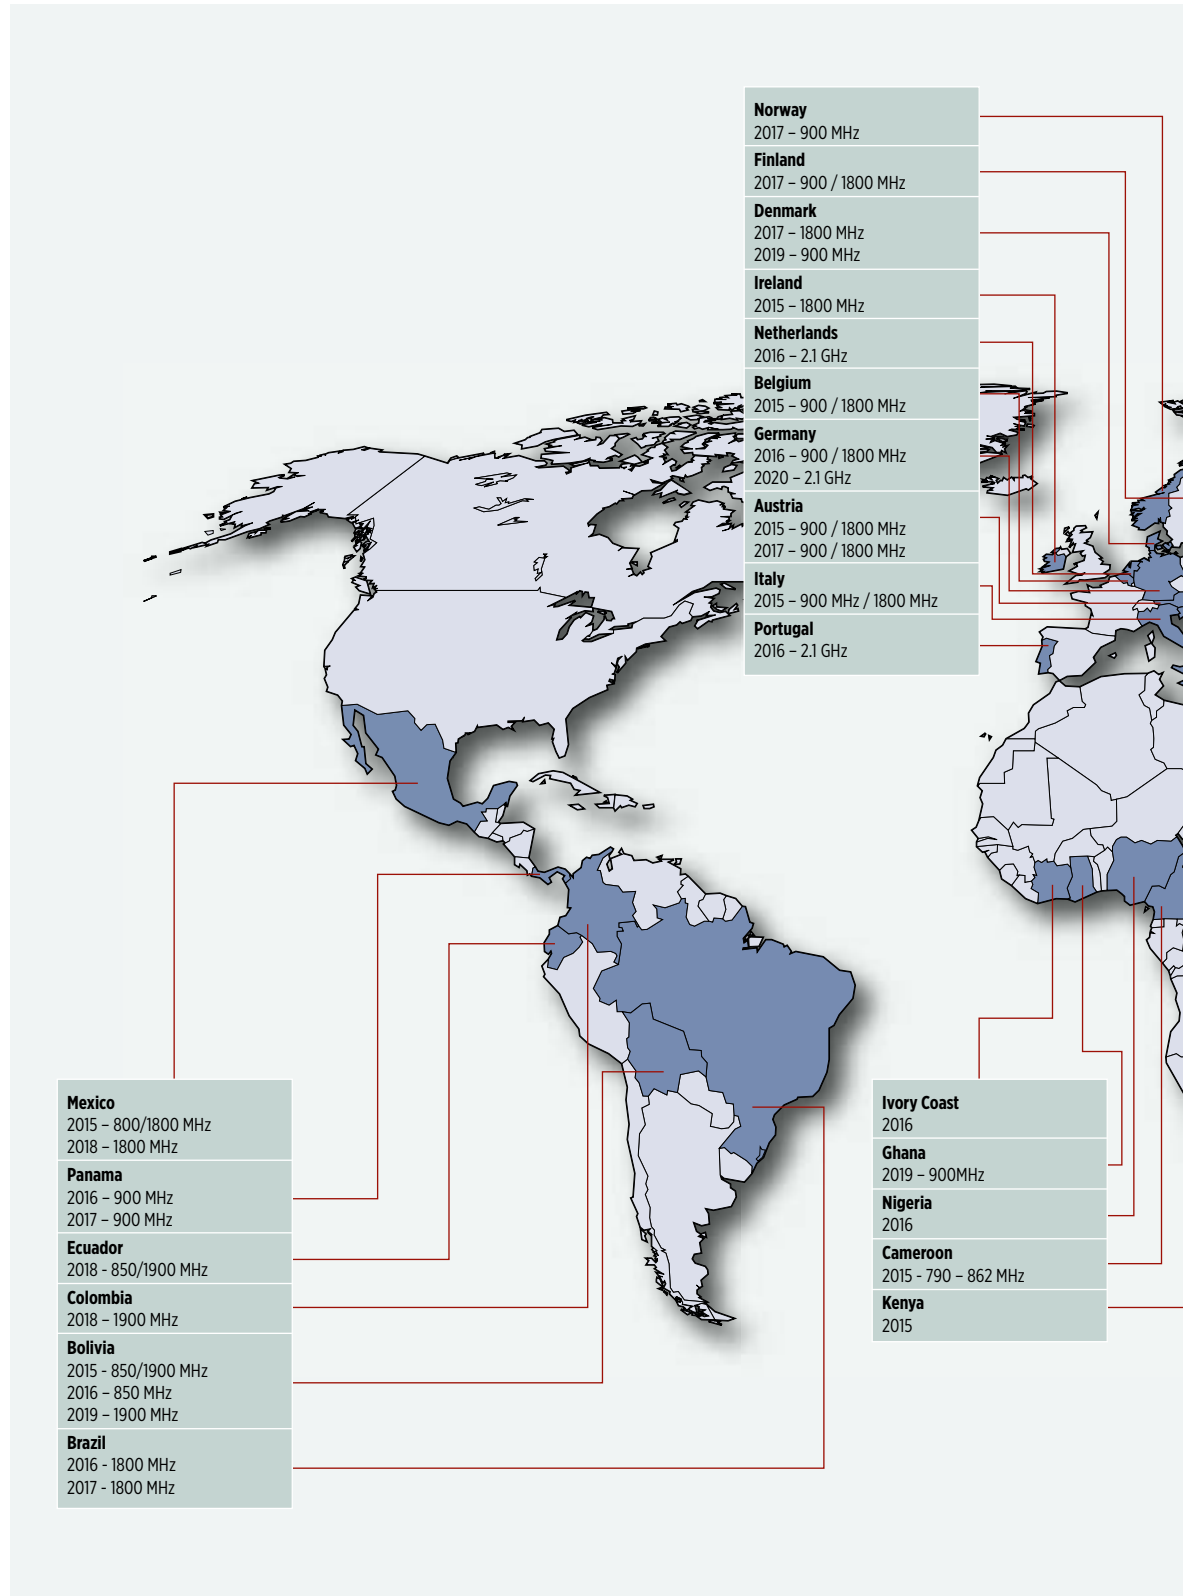 Norway
2017 – 900 MHz
Finland
2017 – 900 / 1800 MHz
Denmark
2017 – 1800 MHz
2019 – 900 MHz
Ireland
2015 – 1800 MHz
Netherlands
2016 – 2.1 GHz
Belgium
2015 – 900 / 1800 MHz
Germany
2016 – 900 / 1800 MHz
2020 – 2.1 GHz
Austria
2015 – 900 / 1800 MHz
2017 – 900 / 1800 MHz
Italy
2015 – 900 MHz / 1800 MHz
Portugal
2016 – 2.1 GHz
Mexico
2015 – 800/1800 MHz
2018 – 1800 MHz
Panama
2016 – 900 MHz
2017 – 900 MHz
Ecuador
2018 - 850/1900 MHz
Colombia
2018 – 1900 MHz
Bolivia
2015 - 850/1900 MHz
2016 – 850 MHz
2019 – 1900 MHz
Brazil
2016 - 1800 MHz
2017 - 1800 MHz
Ivory Coast
2016
Ghana
2019 – 900MHz
Nigeria
2016
Cameroon
2015 - 790 – 862 MHz
Kenya
2015